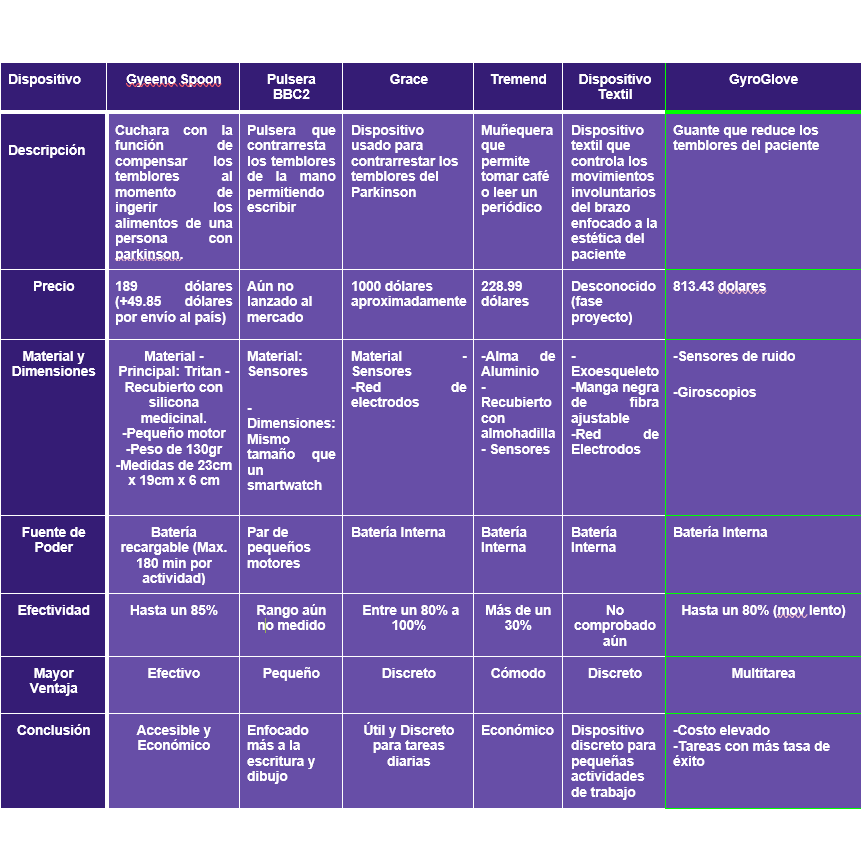 Dispositivo
Gyeeno Spoon
Pulsera
BBC2
Grace
Tremend
Dispositivo
Textil
GyroGlove
Descripción
Cuchara con la
función de
compensar los
temblores al
momento de
ingerir los
alimentos de una
persona con
parkinson.
Pulsera que
contrarresta
los temblores
de la mano
permitiendo
escribir
Dispositivo
usado para
contrarrestar los
temblores del
Parkinson
Muñequera
que
permite
tomar café
o leer un
periódico
Dispositivo
textil que
controla los
movimientos
involuntarios
del brazo
enfocado a la
estética del
paciente
Guante que reduce los
temblores del paciente
Precio
189 dólares
(+49.85 dólares
por envío al país)
Aún no
lanzado al
mercado
1000 dólares
aproximadamente
228.99
dólares
Desconocido
(fase
proyecto)
813.43 dolares
Material y
Dimensiones
Material -
Principal: Tritan -
Recubierto con
silicona
medicinal.
-Pequeño motor
-Peso de 130gr
-Medidas de 23cm
x 19cm x 6 cm
Material:
Sensores
-
Dimensiones:
Mismo
tamaño que
un
smartwatch
Material -
Sensores
-Red de
electrodos
-Alma de
Aluminio
-
Recubierto
con
almohadilla
- Sensores
-
Exoesqueleto
-Manga negra
de fibra
ajustable
-Red de
Electrodos
-Sensores de ruido
-Giroscopios
Fuente de
Poder
Batería
recargable (Max.
180 min por
actividad)
Par de
pequeños
motores
Batería Interna
Batería
Interna
Batería
Interna
Batería Interna
Efectividad
Hasta un 85%
Rango aún
no medido
Entre un 80% a
100%
Más de un
30%
No
comprobado
aún
Hasta un 80% (mov lento)
Mayor
Ventaja
Efectivo
Pequeño
Discreto
Cómodo
Discreto
Multitarea
Conclusión
Accesible y
Económico
Enfocado
más a la
escritura y
dibujo
Útil y Discreto
para tareas
diarias
Económico
Dispositivo
discreto para
pequeñas
actividades
de trabajo
-Costo elevado
-Tareas con más tasa de
éxito